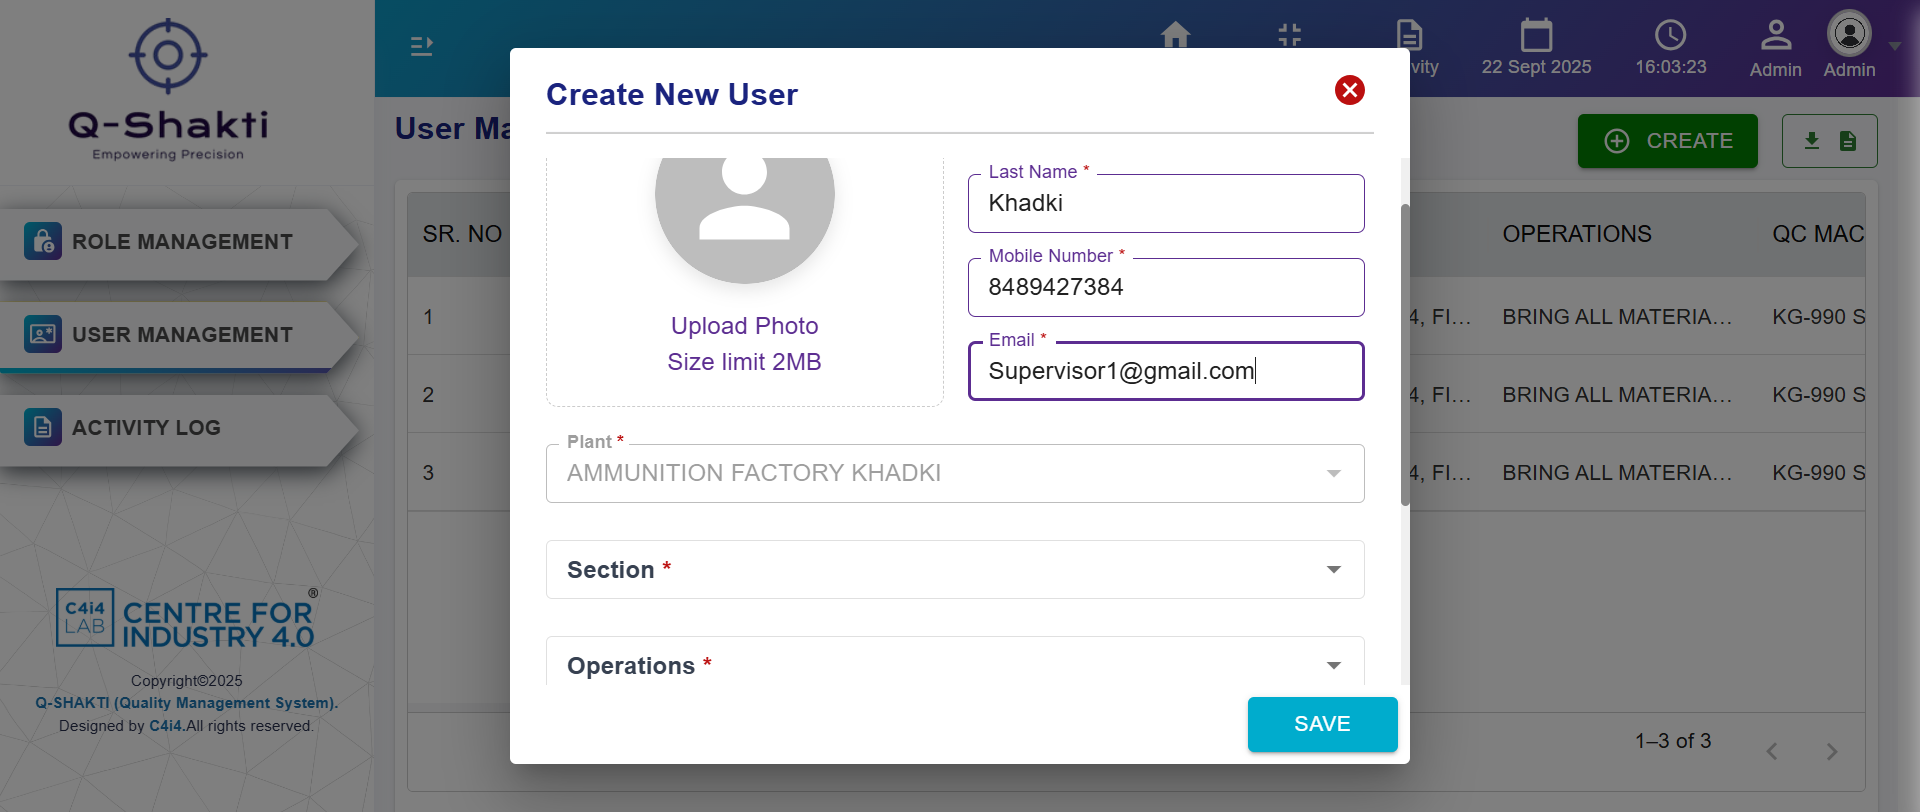 Q-Shakti
Empowering Precision
ROLE MANAGEMENT
USER MANAGEMENT
ACTIVITY LOG
C4i4
LAB
CENTRE FOR
INDUSTRY 4.0
®
Copyright©2025
Q-SHAKTI (Quality Management System).
Designed by C4i4.All rights reserved.
vity
22 Sept 2025
16:03:23
Admin
Admin
User Ma
CREATE
SR. NO
OPERATIONS
QC MAC
1
4, FI...
BRING ALL MATERIA...
KG-990 S
2
4, FI...
BRING ALL MATERIA...
KG-990 S
3
4, FI...
BRING ALL MATERIA...
KG-990 S
1–3 of 3
Create New User
Upload Photo
Size limit 2MB
Last Name *
Khadki
Mobile Number *
8489427384
Email *
Supervisor1@gmail.com
Plant *
AMMUNITION FACTORY KHADKI
Section *
Operations *
SAVE